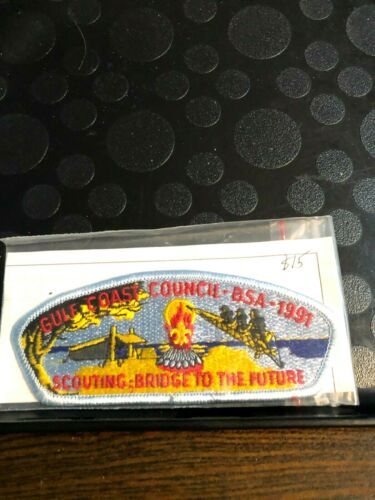 $15
GULF COAST COUNCIL - BSA - 1991
SCOUTING: BRIDGE TO THE FUTURE